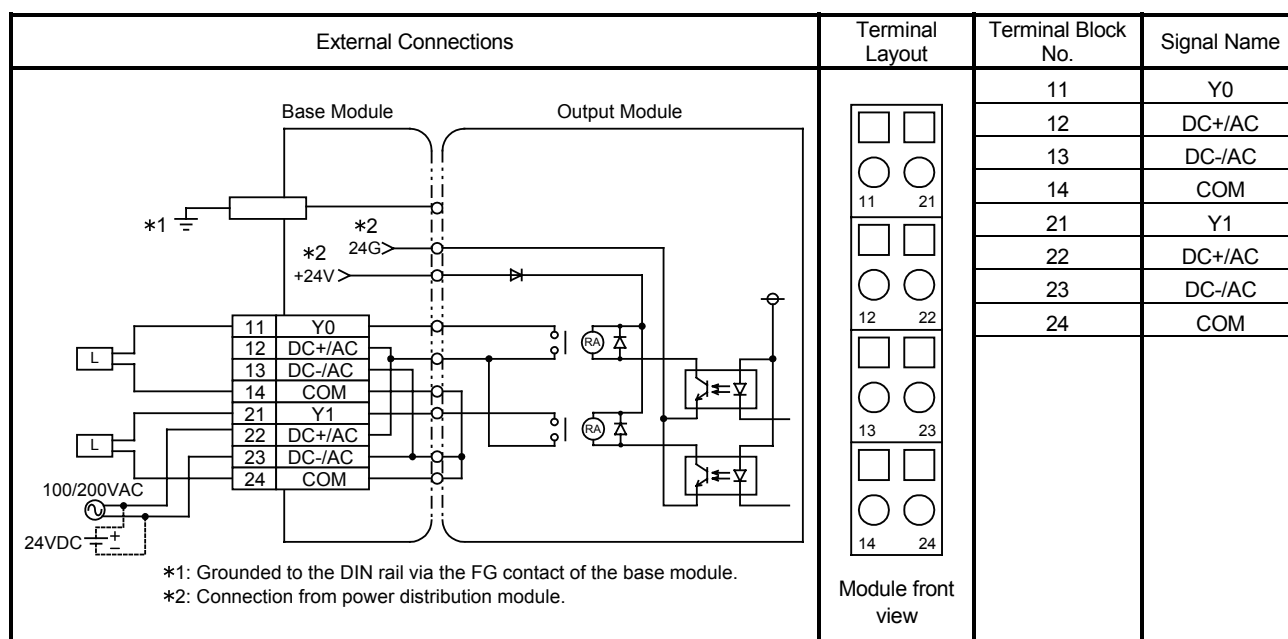 External Connections
Terminal Layout
Terminal Block No.
Signal Name
Base Module
Output Module
*1
*2
24G
*2
+24V
11 Y0
12 DC+/AC
13 DC-/AC
14 COM
21 Y1
22 DC+/AC
23 DC-/AC
24 COM
L
L
RA
RA
100/200VAC
24VDC
+
−
*1: Grounded to the DIN rail via the FG contact of the base module.
*2: Connection from power distribution module.
11 21
12 22
13 23
14 24
Module front
view
11 Y0
12 DC+/AC
13 DC-/AC
14 COM
21 Y1
22 DC+/AC
23 DC-/AC
24 COM